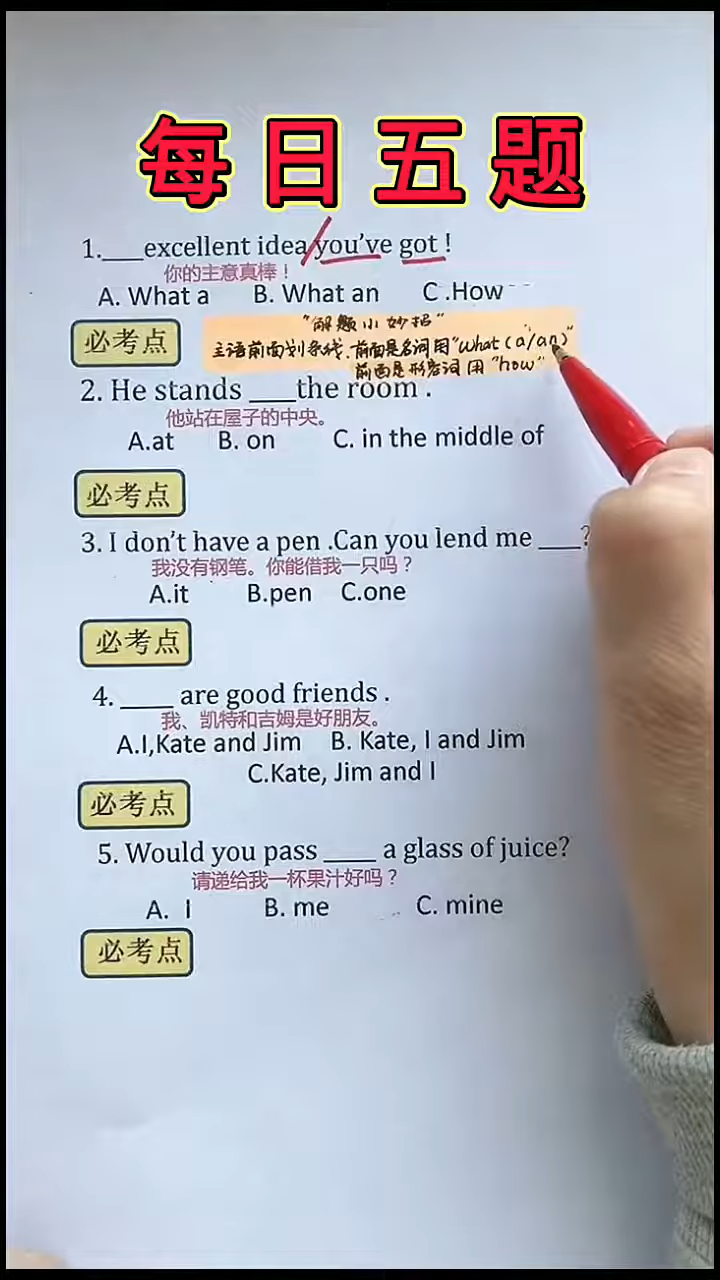 每日五题
1.___excellent idea/you've got !
你的主意真棒！
A. What a B. What an C .How
必考点
"解题小妙招"
主语前面划条线、前面是名词用"what (a/an)"
前面是形容词用"how"
2. He stands ____the room .
他站在屋子的中央。
A.at B. on C. in the middle of
必考点
3. I don't have a pen .Can you lend me ___?
我没有钢笔。你能借我一只吗？
A.it B.pen C.one
必考点
4. ____ are good friends .
我、凯特和吉姆是好朋友。
A.I,Kate and Jim B. Kate, I and Jim
C.Kate, Jim and I
必考点
5. Would you pass ____ a glass of juice?
请递给我一杯果汁好吗？
A. I B. me C. mine
必考点